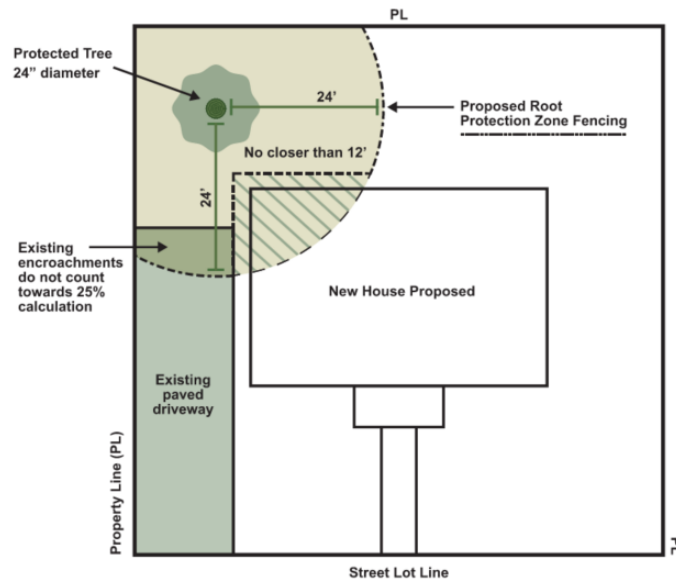 PL
Protected Tree
24” diameter
24’
Proposed Root
Protection Zone Fencing
No closer than 12’
24’
Existing
encroachments
do not count
towards 25%
calculation
New House Proposed
Existing
paved
driveway
Property Line (PL)
PL
Street Lot Line